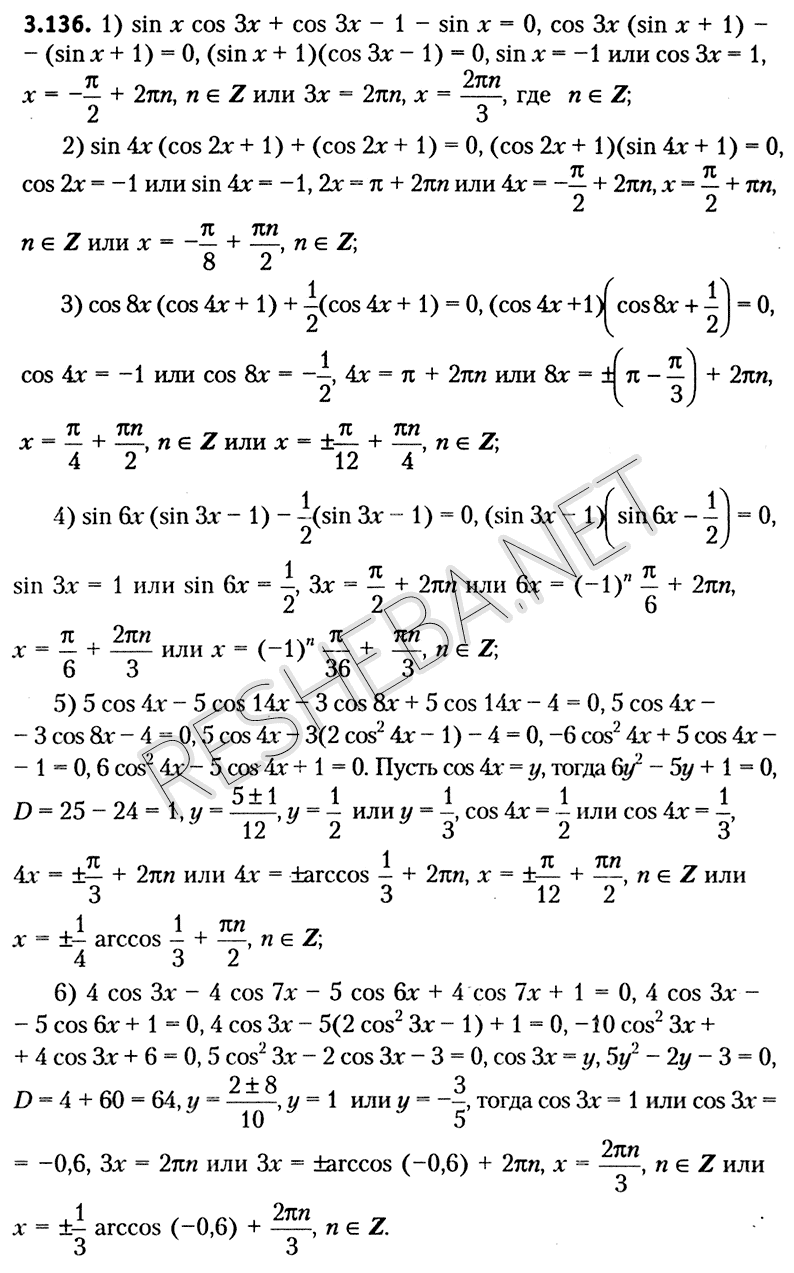 3.136. 1) sin x cos 3x + cos 3x − 1 − sin x = 0, cos 3x (sin x + 1) −
− (sin x + 1) = 0, (sin x + 1)(cos 3x − 1) = 0, sin x = −1 или cos 3x = 1,
x = −π/2 + 2πn, n ∈ Z или 3x = 2πn, x = 2πn/3, где n ∈ Z;
2) sin 4x (cos 2x + 1) + (cos 2x + 1) = 0, (cos 2x + 1)(sin 4x + 1) = 0,
cos 2x = −1 или sin 4x = −1, 2x = π + 2πn или 4x = −π/2 + 2πn, x = π/2 + πn,
n ∈ Z или x = −π/8 + πn/2, n ∈ Z;
3) cos 8x (cos 4x + 1) + 1/2(cos 4x + 1) = 0, (cos 4x +1)(cos 8x + 1/2) = 0,
cos 4x = −1 или cos 8x = −1/2, 4x = π + 2πn или 8x = ±(π − π/3) + 2πn,
x = π/4 + πn/2, n ∈ Z или x = ±π/12 + πn/4, n ∈ Z;
4) sin 6x (sin 3x − 1) − 1/2(sin 3x − 1) = 0, (sin 3x − 1)(sin 6x − 1/2) = 0,
sin 3x = 1 или sin 6x = 1/2, 3x = π/2 + 2πn или 6x = (−1)ⁿ π/6 + 2πn,
x = π/6 + 2πn/3 или x = (−1)ⁿ π/36 + πn/3, n ∈ Z;
5) 5 cos 4x − 5 cos 14x − 3 cos 8x + 5 cos 14x − 4 = 0, 5 cos 4x −
− 3 cos 8x − 4 = 0, 5 cos 4x − 3(2 cos² 4x − 1) − 4 = 0, −6 cos² 4x + 5 cos 4x −
− 1 = 0, 6 cos² 4x − 5 cos 4x + 1 = 0. Пусть cos 4x = y, тогда 6y² − 5y + 1 = 0,
D = 25 − 24 = 1, y = 5 ± 1/12, y = 1/2 или y = 1/3, cos 4x = 1/2 или cos 4x = 1/3,
4x = ±π/3 + 2πn или 4x = ±arccos 1/3 + 2πn, x = ±π/12 + πn/2, n ∈ Z или
x = ±1/4 arccos 1/3 + πn/2, n ∈ Z;
6) 4 cos 3x − 4 cos 7x − 5 cos 6x + 4 cos 7x + 1 = 0, 4 cos 3x −
− 5 cos 6x + 1 = 0, 4 cos 3x − 5(2 cos² 3x − 1) + 1 = 0, −10 cos² 3x +
+ 4 cos 3x + 6 = 0, 5 cos² 3x − 2 cos 3x − 3 = 0, cos 3x = y, 5y² − 2y − 3 = 0,
D = 4 + 60 = 64, y = 2 ± 8/10, y = 1 или y = −3/5, тогда cos 3x = 1 или cos 3x =
= −0,6, 3x = 2πn или 3x = ±arccos (−0,6) + 2πn, x = 2πn/3, n ∈ Z или
x = ±1/3 arccos (−0,6) + 2πn/3, n ∈ Z.
RESHEBA.NET